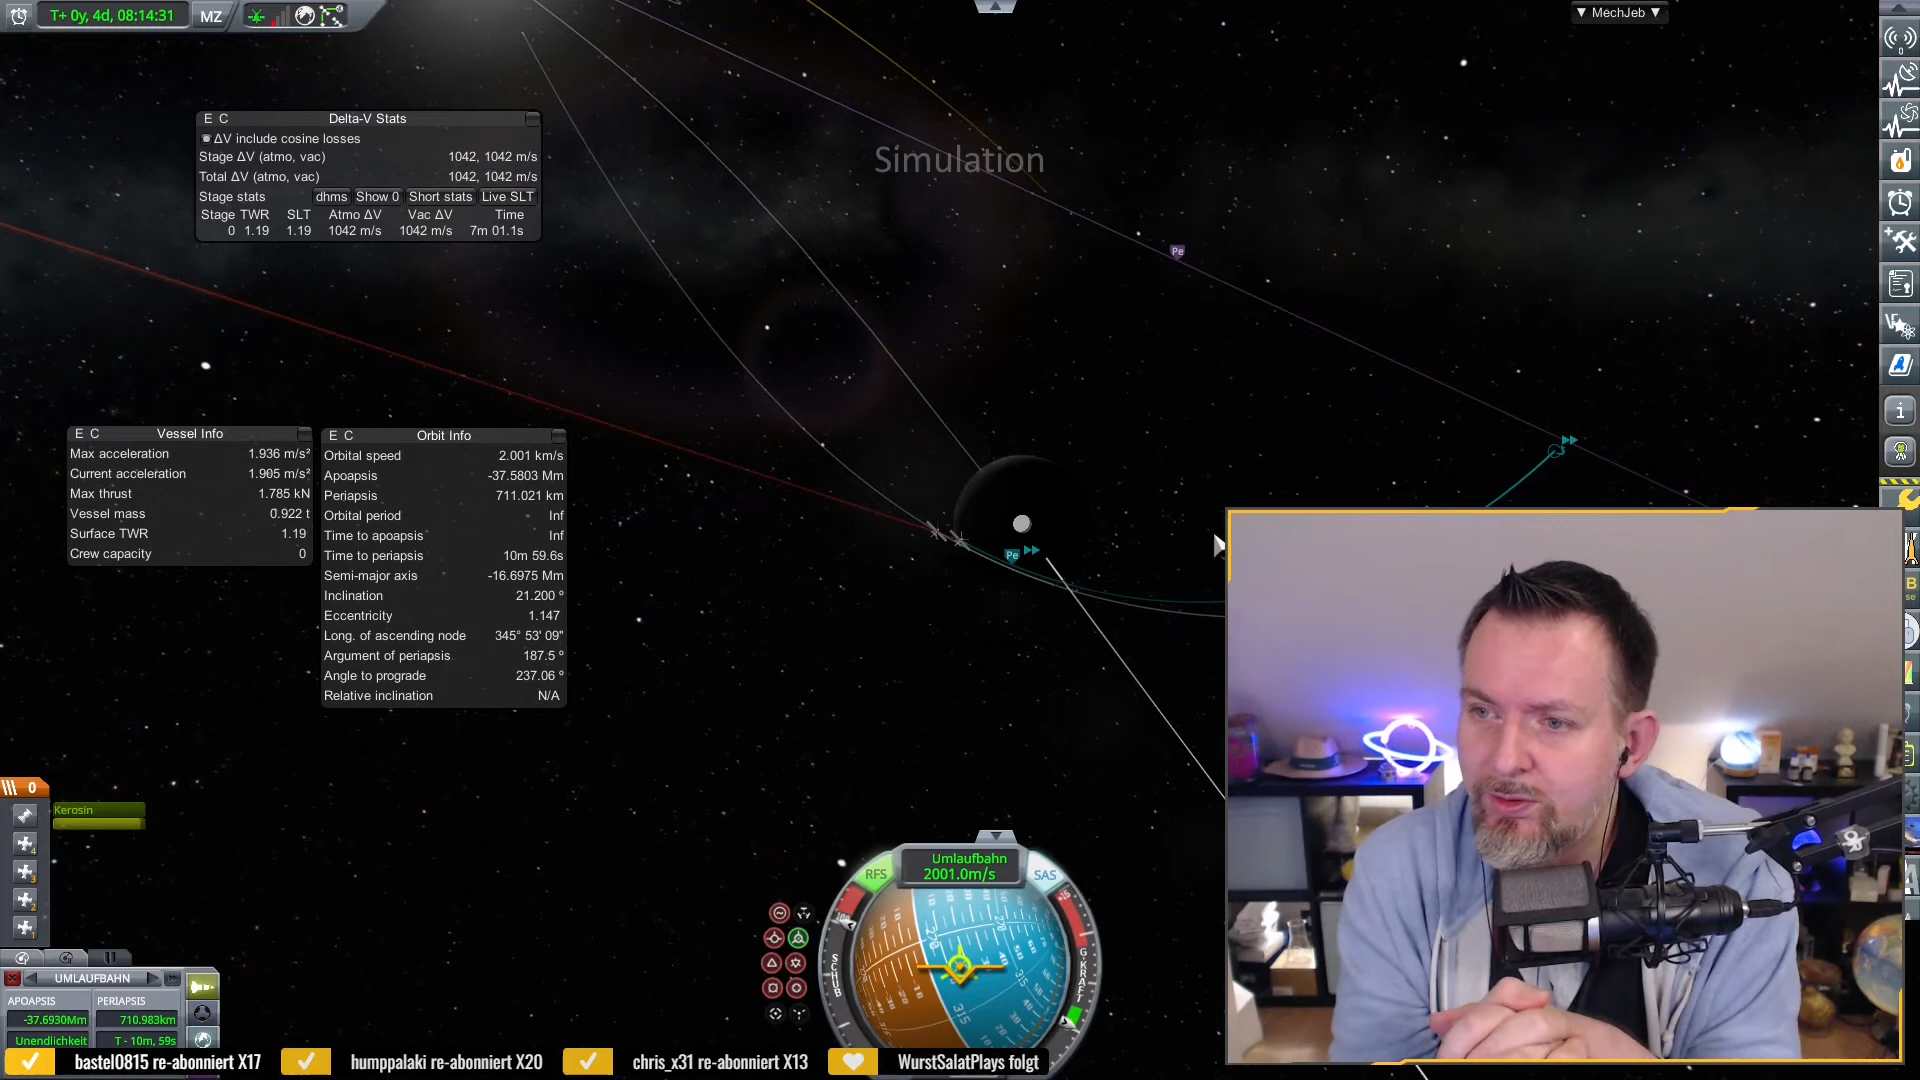 T+ 0y, 4d, 08:14:31
MZ
▼ MechJeb ▼
Simulation
E C Delta-V Stats
ΔV include cosine losses
Stage ΔV (atmo, vac) 1042, 1042 m/s
Total ΔV (atmo, vac) 1042, 1042 m/s
Stage stats dhms Show 0 Short stats Live SLT
Stage TWR SLT Atmo ΔV Vac ΔV Time
0 1.19 1.19 1042 m/s 1042 m/s 7m 01.1s
Pe
E C Vessel Info
Max acceleration 1.936 m/s²
Current acceleration 1.905 m/s²
Max thrust 1.785 kN
Vessel mass 0.922 t
Surface TWR 1.19
Crew capacity 0
E C Orbit Info
Orbital speed 2.001 km/s
Apoapsis -37.5803 Mm
Periapsis 711.021 km
Orbital period Inf
Time to apoapsis Inf
Time to periapsis 10m 59.6s
Semi-major axis -16.6975 Mm
Inclination 21.200 º
Eccentricity 1.147
Long. of ascending node 345° 53' 09"
Argument of periapsis 187.5 º
Angle to prograde 237.06 º
Relative inclination N/A
Pe
0
Kerosin
4
3
2
1
UMLAUFBAHN
APOAPSIS PERIAPSIS
-37.6930Mm 710.983km
Unendlichkeit T - 10m, 59s
Umlaufbahn
2001.0m/s
RFS
SAS
SCHUB
G-KRAFT
bastel0815 re-abonniert X17
humppalaki re-abonniert X20
chris_x31 re-abonniert X13
WurstSalatPlays folgt